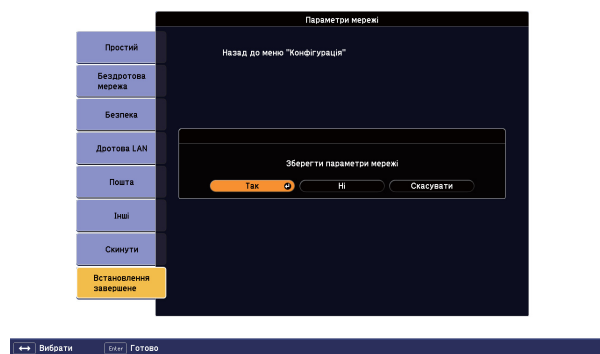 Параметри мережі
Простий
Назад до меню "Конфігурація"
Бездротова
мережа
Безпека
Дротова LAN
Зберегти параметри мережі
Так Ні Скасувати
Пошта
Інші
Скинути
Встановлення
завершене
Вибрати Enter Готово